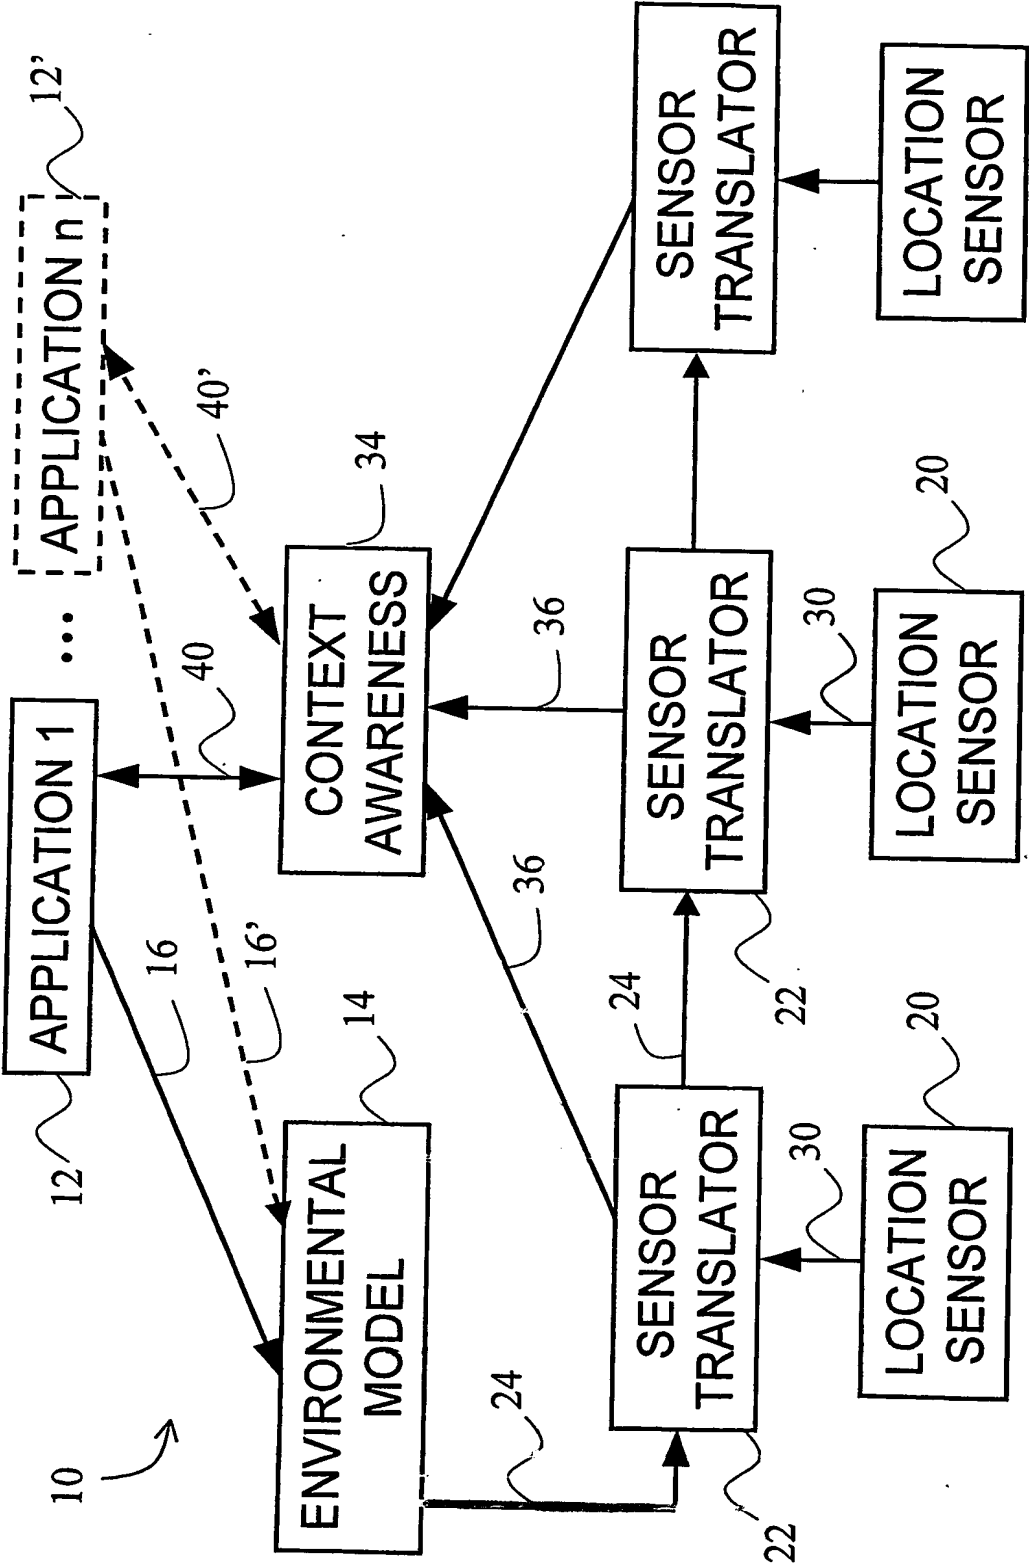 10
12
APPLICATION 1
...
APPLICATION n
12'
16
40
40'
16'
14
34
ENVIRONMENTAL
MODEL
CONTEXT
AWARENESS
24
36
36
24
SENSOR
TRANSLATOR
SENSOR
TRANSLATOR
SENSOR
TRANSLATOR
22
22
30
30
20
20
LOCATION
SENSOR
LOCATION
SENSOR
LOCATION
SENSOR